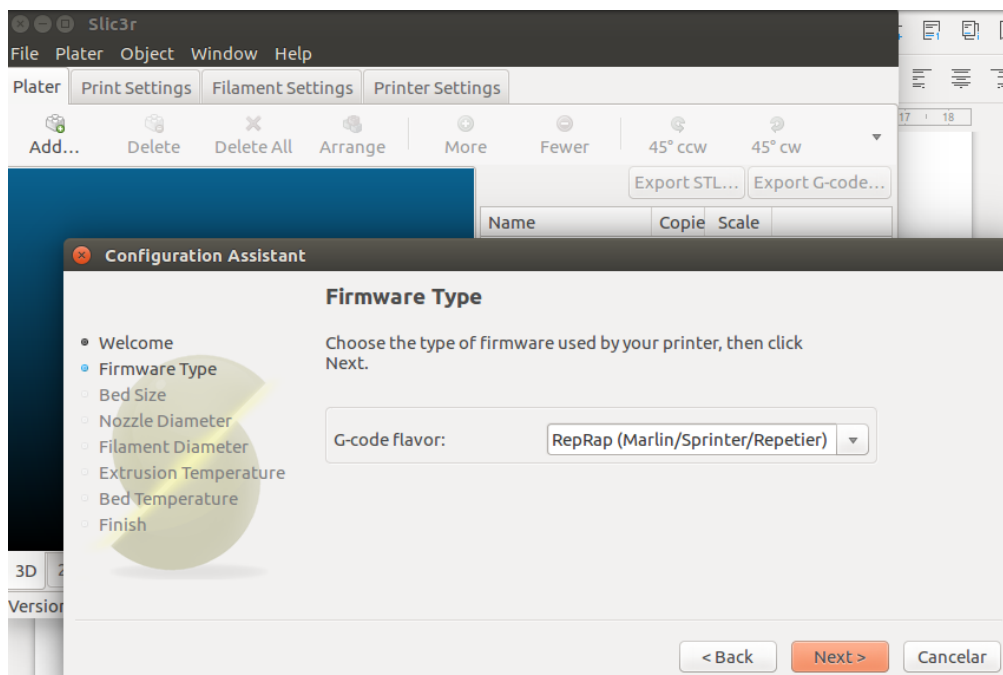 Slic3r
File Plater Object Window Help
Plater Print Settings Filament Settings Printer Settings
Add... Delete Delete All Arrange More Fewer 45° ccw 45° cw
17 18
Export STL... Export G-code...
Name Copie Scale
Configuration Assistant
Firmware Type
Choose the type of firmware used by your printer, then click
Next.
Welcome
Firmware Type
Bed Size
Nozzle Diameter
Filament Diameter
Extrusion Temperature
Bed Temperature
Finish
G-code flavor: RepRap (Marlin/Sprinter/Repetier)
3D 2
Version
< Back Next > Cancelar